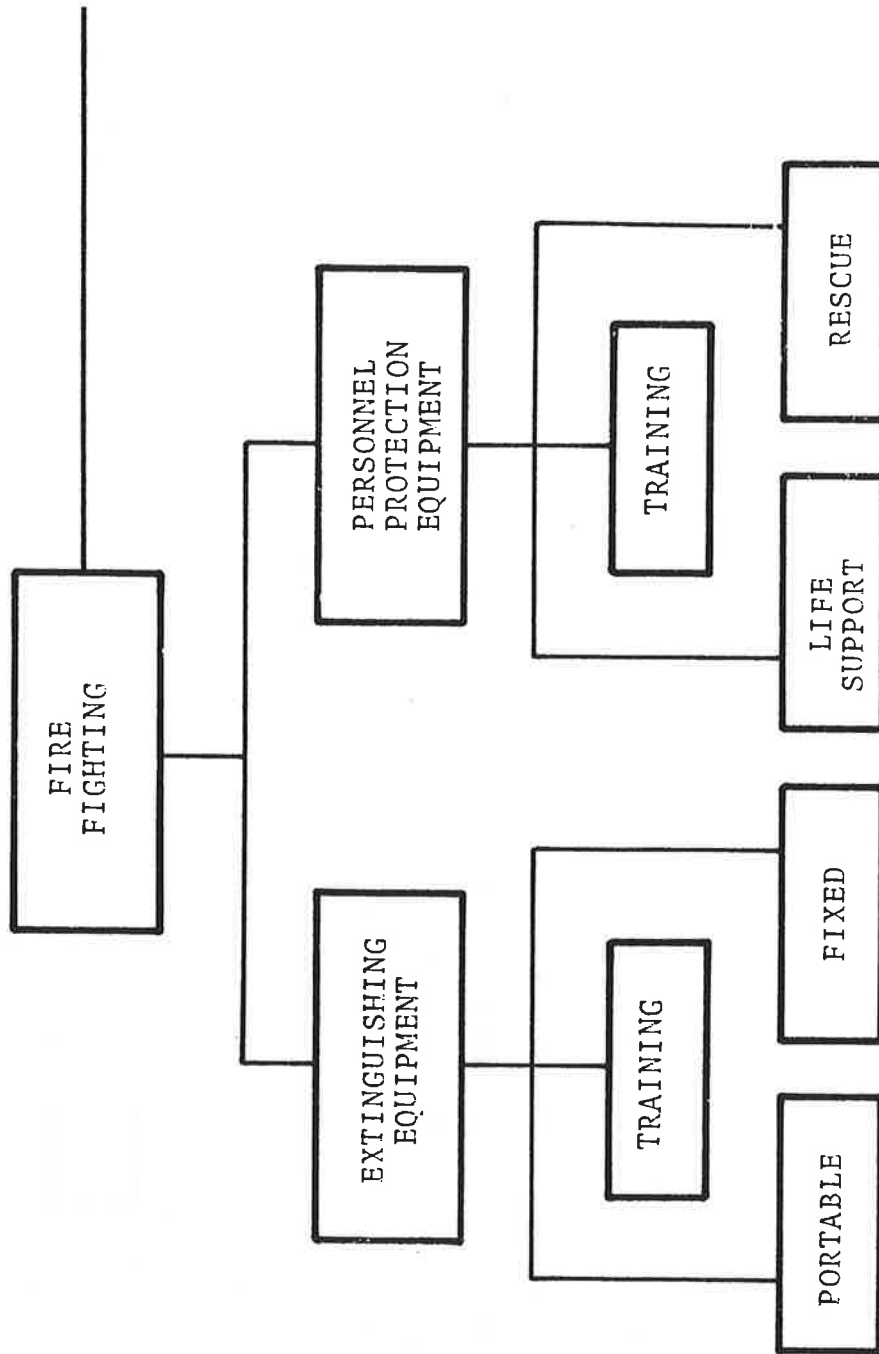 FIRE
FIGHTING
EXTINGUISHING
EQUIPMENT
PERSONNEL
PROTECTION
EQUIPMENT
TRAINING
TRAINING
PORTABLE
FIXED
LIFE
SUPPORT
RESCUE